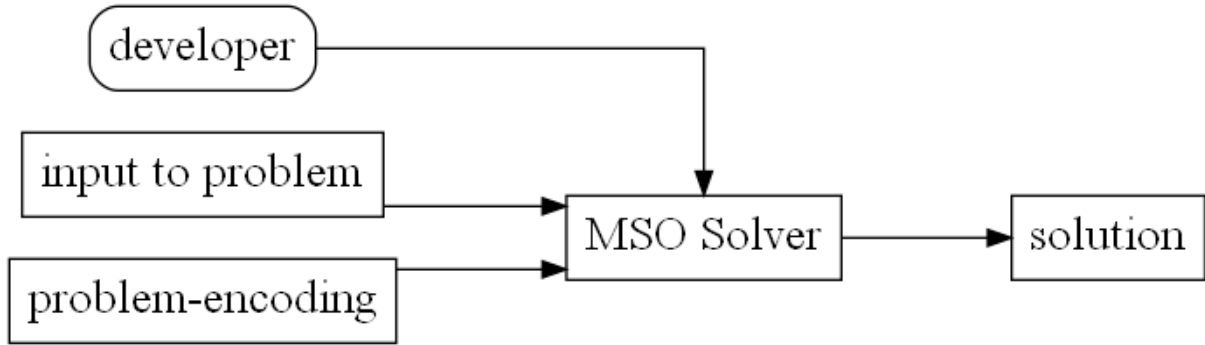 developer
input to problem
MSO Solver
solution
problem-encoding